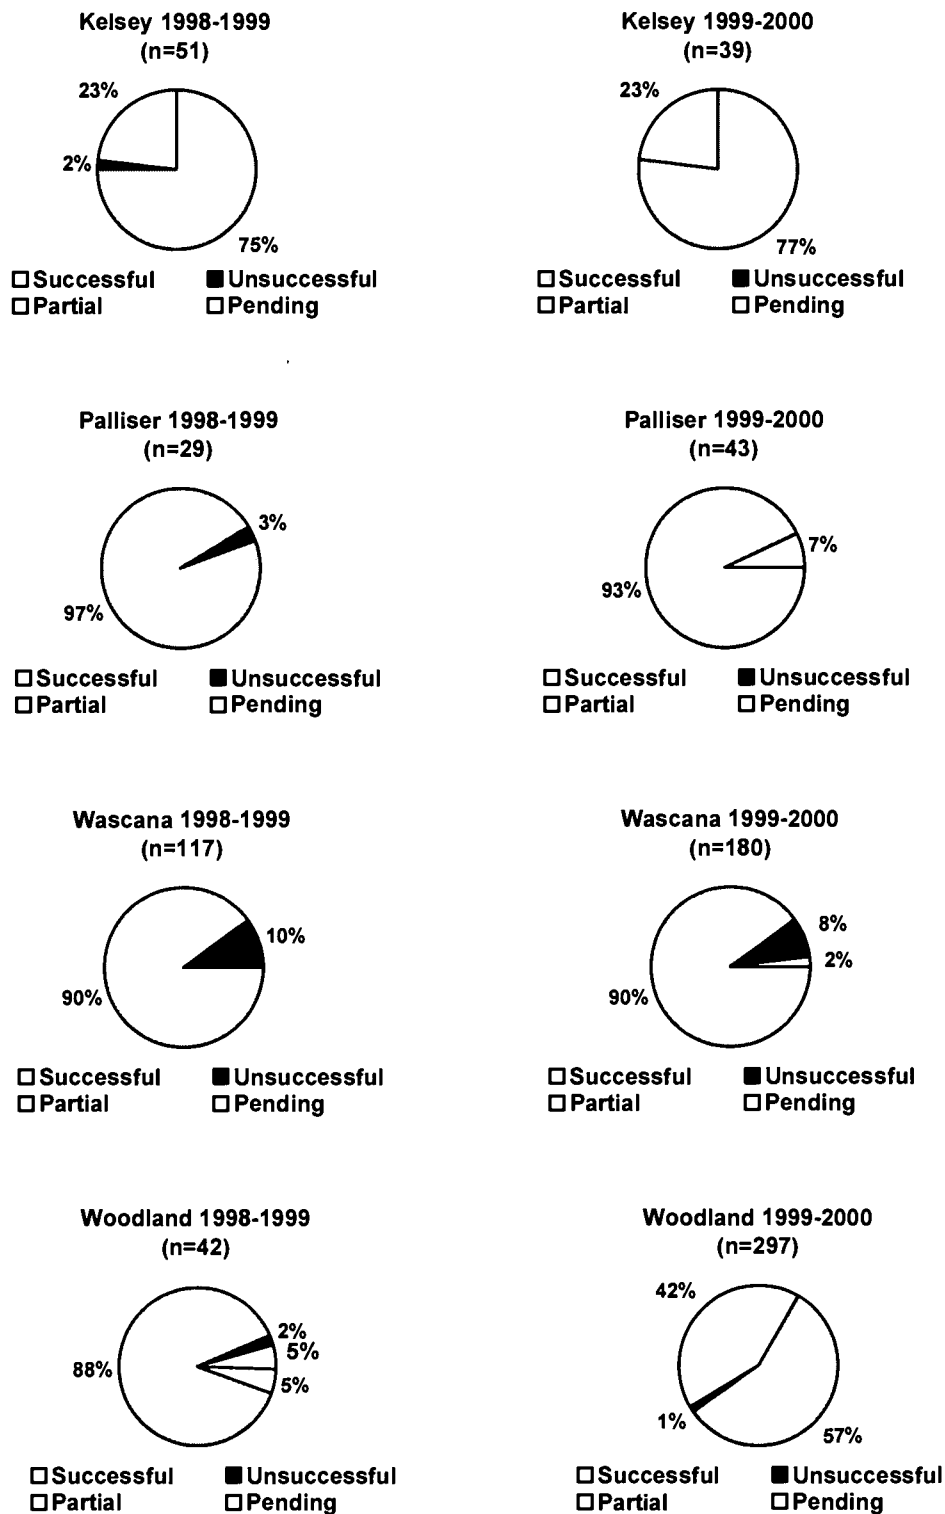 Kelsey 1998-1999
(n=51)
23%
2%
75%
Successful Unsuccessful
Partial Pending
Kelsey 1999-2000
(n=39)
23%
77%
Successful Unsuccessful
Partial Pending
Palliser 1998-1999
(n=29)
3%
97%
Successful Unsuccessful
Partial Pending
Palliser 1999-2000
(n=43)
7%
93%
Successful Unsuccessful
Partial Pending
Wascana 1998-1999
(n=117)
10%
90%
Successful Unsuccessful
Partial Pending
Wascana 1999-2000
(n=180)
8%
2%
90%
Successful Unsuccessful
Partial Pending
Woodland 1998-1999
(n=42)
2%
5%
88%
5%
Successful Unsuccessful
Partial Pending
Woodland 1999-2000
(n=297)
42%
1%
57%
Successful Unsuccessful
Partial Pending